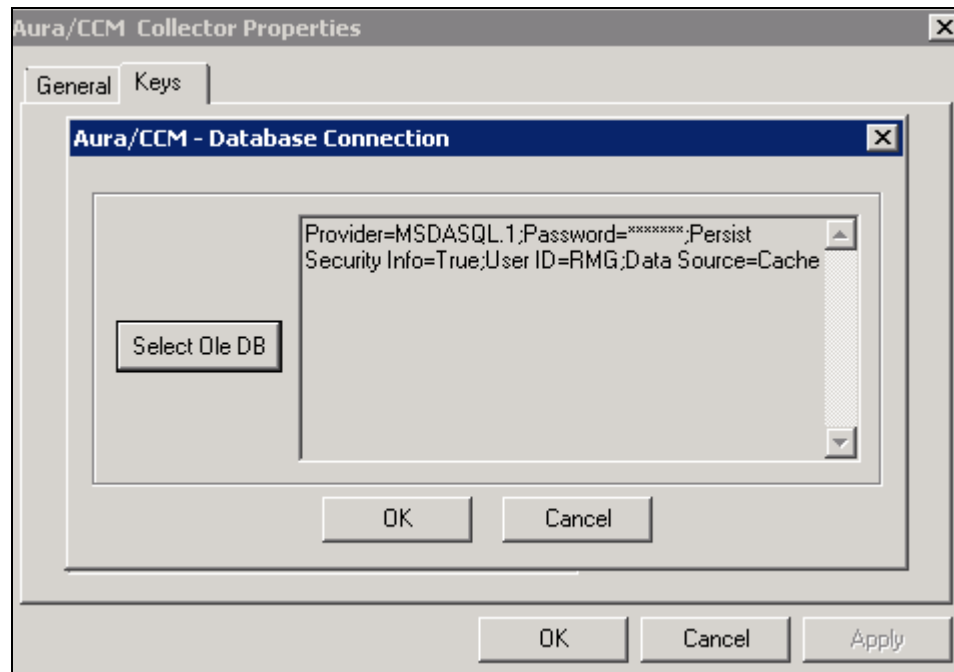 Aura/CCM Collector Properties
General Keys
Aura/CCM - Database Connection
Provider=MSDASQL.1;Password=*******;Persist
Security Info=True;User ID=RMG;Data Source=Cache
Select Ole DB
OK Cancel
OK Cancel Apply